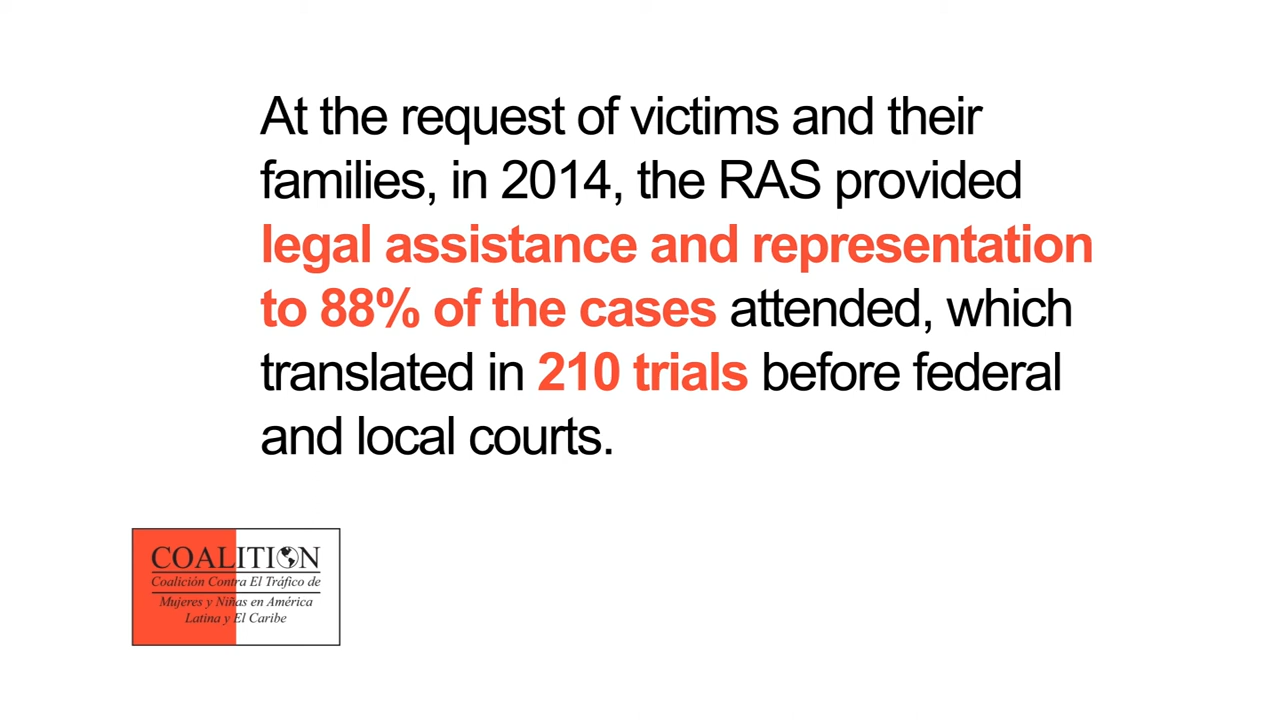 At the request of victims and their
families, in 2014, the RAS provided
legal assistance and representation
to 88% of the cases attended, which
translated in 210 trials before federal
and local courts.
COALITION
Coalición Contra El Tráfico de
Mujeres y Niñas en América
Latina y El Caribe